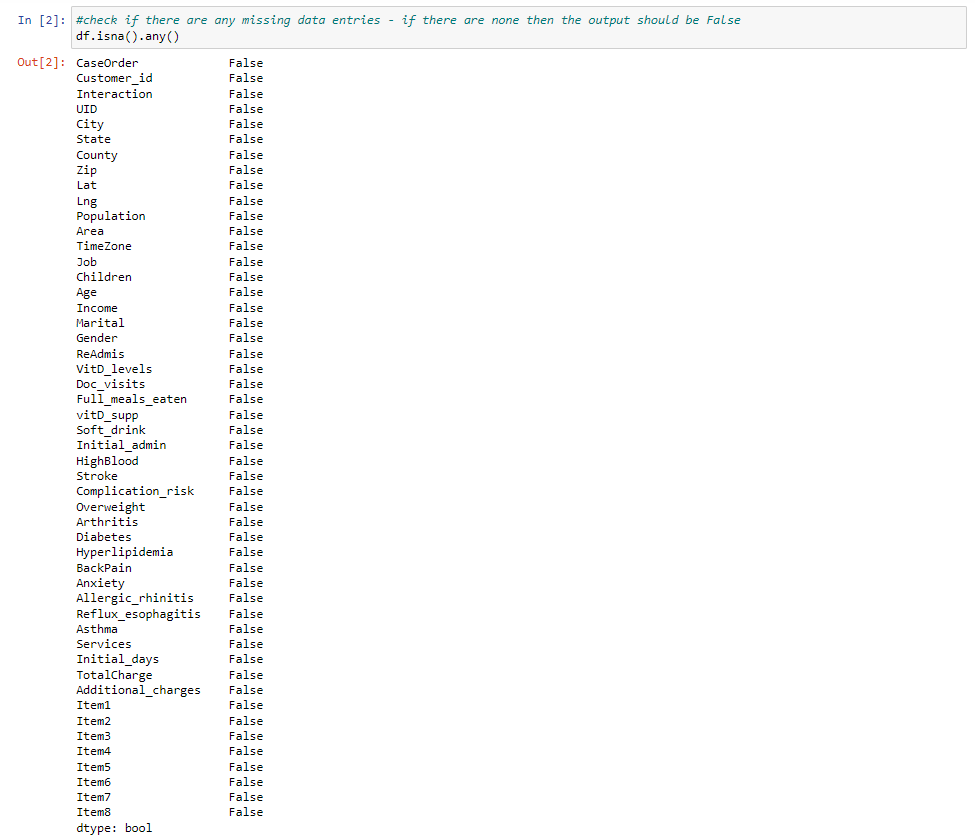 In [2]: #check if there are any missing data entries - if there are none then the output should be False
df.isna().any()
Out[2]: CaseOrder False
Customer_id False
Interaction False
UID False
City False
State False
County False
Zip False
Lat False
Lng False
Population False
Area False
TimeZone False
Job False
Children False
Age False
Income False
Marital False
Gender False
ReAdmis False
VitD_levels False
Doc_visits False
Full_meals_eaten False
vitD_supp False
Soft_drink False
Initial_admin False
HighBlood False
Stroke False
Complication_risk False
Overweight False
Arthritis False
Diabetes False
Hyperlipidemia False
BackPain False
Anxiety False
Allergic_rhinitis False
Reflux_esophagitis False
Asthma False
Services False
Initial_days False
TotalCharge False
Additional_charges False
Item1 False
Item2 False
Item3 False
Item4 False
Item5 False
Item6 False
Item7 False
Item8 False
dtype: bool